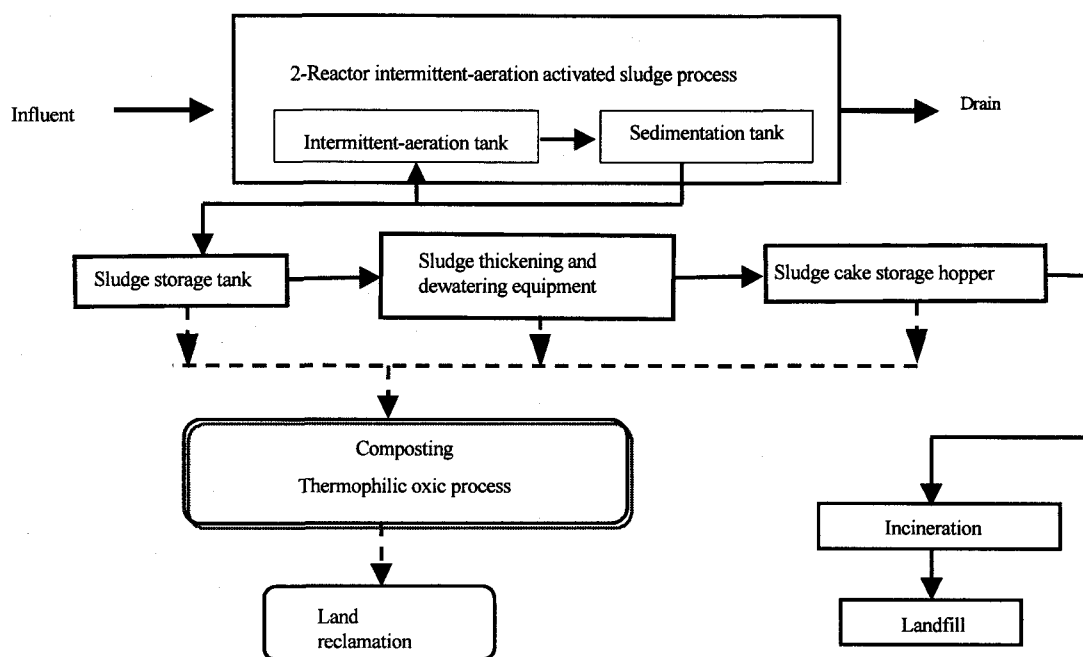 2-Reactor intermittent-aeration activated sludge process
Influent
Drain
Intermittent-aeration tank
Sedimentation tank
Sludge storage tank
Sludge thickening and
dewatering equipment
Sludge cake storage hopper
Composting
Thermophilic oxic process
Incineration
Land
reclamation
Landfill